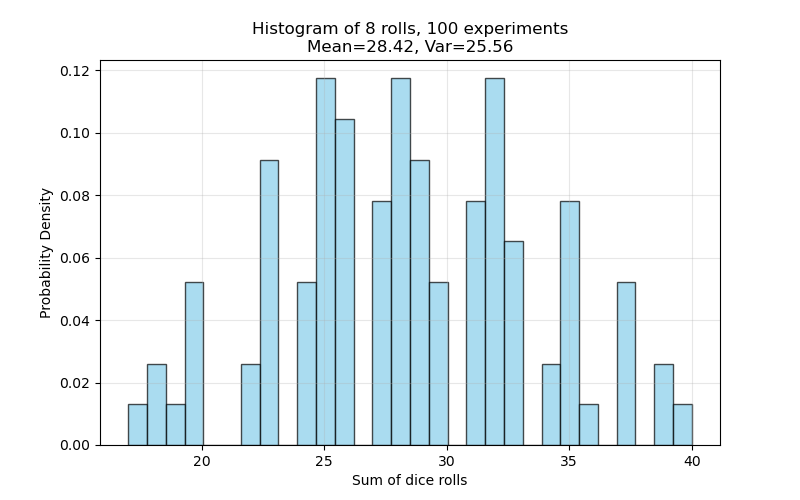 Histogram of 8 rolls, 100 experiments
Mean=28.42, Var=25.56
0.12
0.10
0.08
0.06
0.04
0.02
0.00
Probability Density
20 25 30 35 40
Sum of dice rolls